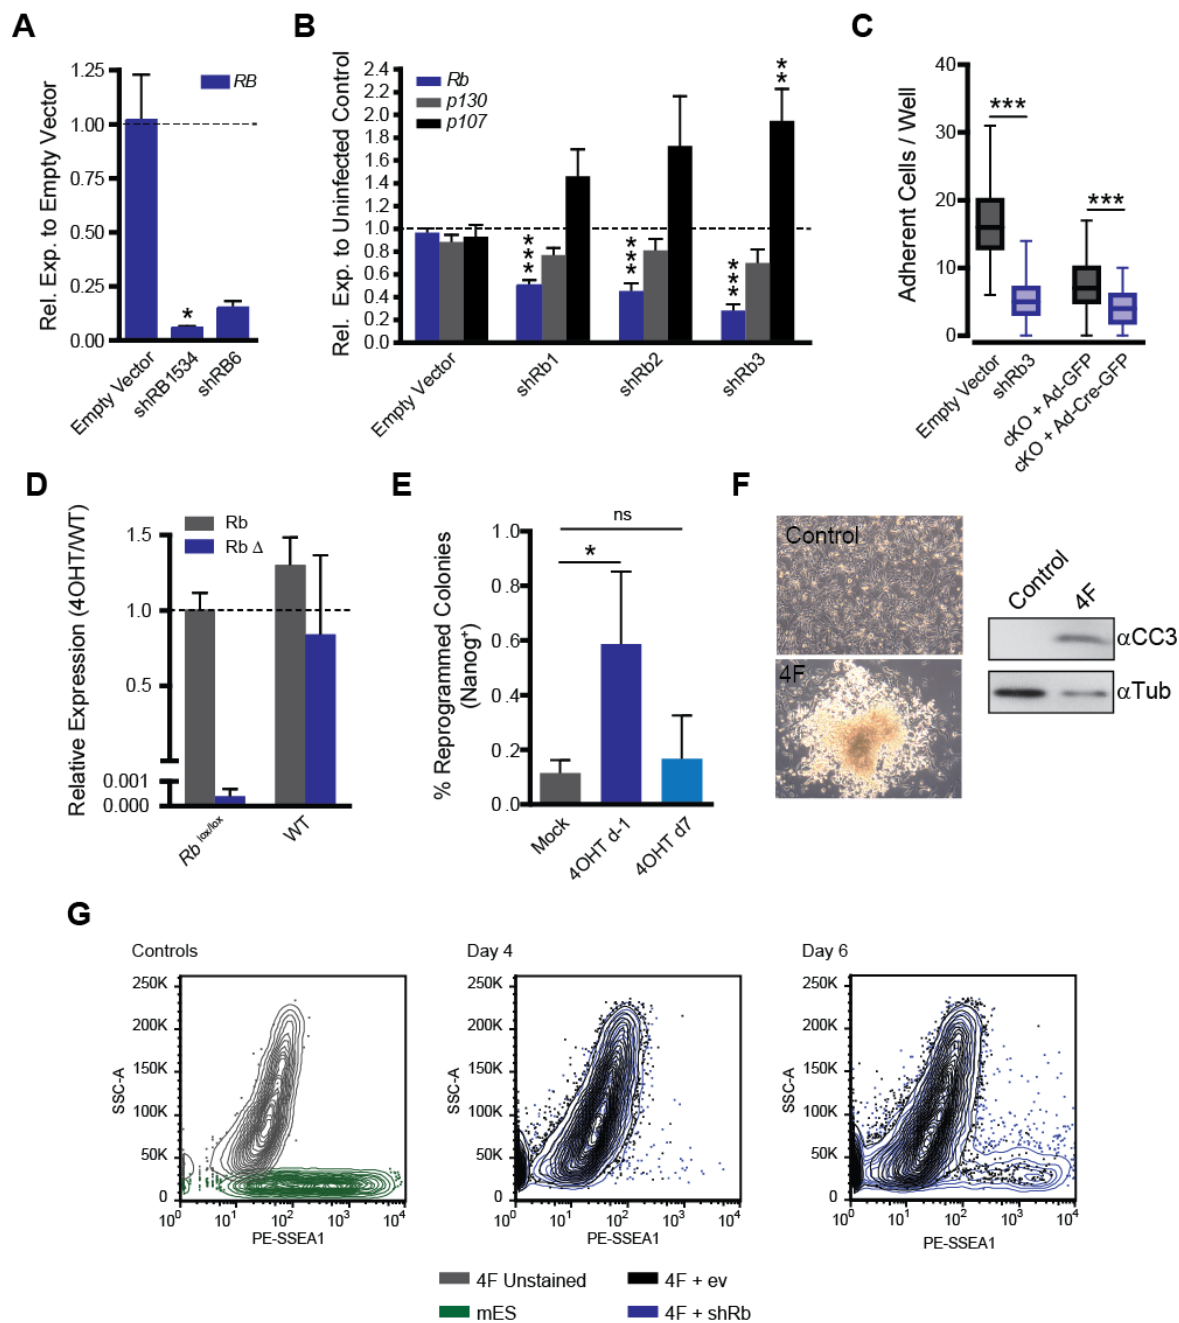 A
B
C
Rel. Exp. to Empty Vector
1.25
1.00
0.75
0.50
0.25
0.00
RB
*
Empty Vector
shRB1534
shRB6
Rel. Exp. to Uninfected Control
2.4
2.2
2.0
1.8
1.6
1.4
1.2
1.0
0.8
0.6
0.4
0.2
0.0
Rb
p130
p107
***
***
***
**
Empty Vector
shRb1
shRb2
shRb3
Adherent Cells / Well
40
30
20
10
0
***
***
Empty Vector
shRb3
cKO + Ad-GFP
cKO + Ad-Cre-GFP
D
E
F
Relative Expression (4OHT/WT)
Rb
Rb Δ
1.5
1.0
0.5
0.001
0.000
Rb lox/lox
WT
% Reprogrammed Colonies
(Nanog+)
1.0
0.8
0.6
0.4
0.2
0.0
ns
*
Mock
4OHT d-1
4OHT d7
Control
4F
Control
4F
αCC3
αTub
G
Controls
Day 4
Day 6
SSC-A
250K
200K
150K
100K
50K
0
10^0
10^1
10^2
10^3
10^4
PE-SSEA1
SSC-A
250K
200K
150K
100K
50K
0
10^0
10^1
10^2
10^3
10^4
PE-SSEA1
SSC-A
250K
200K
150K
100K
50K
0
10^0
10^1
10^2
10^3
10^4
PE-SSEA1
4F Unstained
4F + ev
mES
4F + shRb